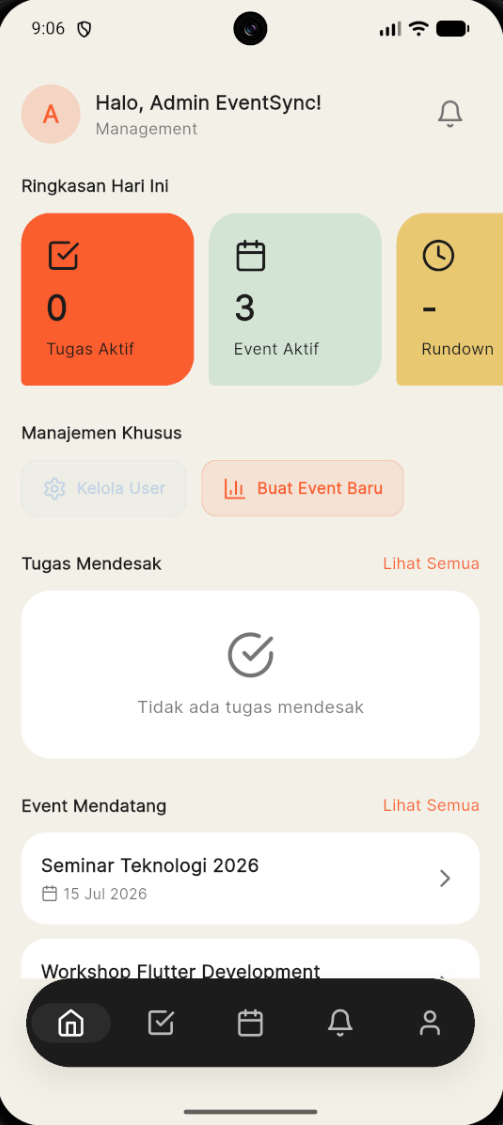 9:06
A
Halo, Admin EventSync!
Management
Ringkasan Hari Ini
0
Tugas Aktif
3
Event Aktif
-
Rundown
Manajemen Khusus
Kelola User
Buat Event Baru
Tugas Mendesak
Lihat Semua
Tidak ada tugas mendesak
Event Mendatang
Lihat Semua
Seminar Teknologi 2026
15 Jul 2026
Workshop Flutter Development